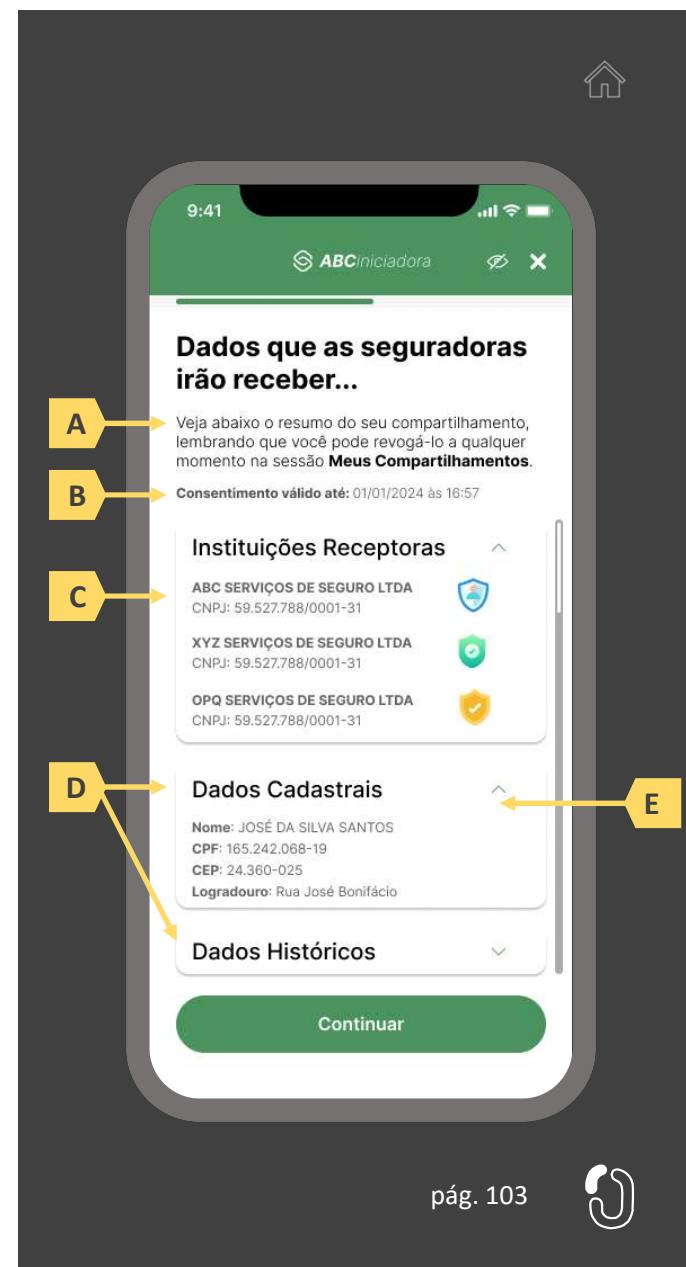 9:41
ABCiniciadora
Dados que as seguradoras
irão receber...
A
Veja abaixo o resumo do seu compartilhamento,
lembrando que você pode revogá-lo a qualquer
momento na sessão Meus Compartilhamentos.
B
Consentimento válido até: 01/01/2024 às 16:57
Instituições Receptoras
C
ABC SERVIÇOS DE SEGURO LTDA
CNPJ: 59.527.788/0001-31
XYZ SERVIÇOS DE SEGURO LTDA
CNPJ: 59.527.788/0001-31
OPQ SERVIÇOS DE SEGURO LTDA
CNPJ: 59.527.788/0001-31
D
Dados Cadastrais
E
Nome: JOSÉ DA SILVA SANTOS
CPF: 165.242.068-19
CEP: 24.360-025
Logradouro: Rua José Bonifácio
Dados Históricos
Continuar
pág. 103